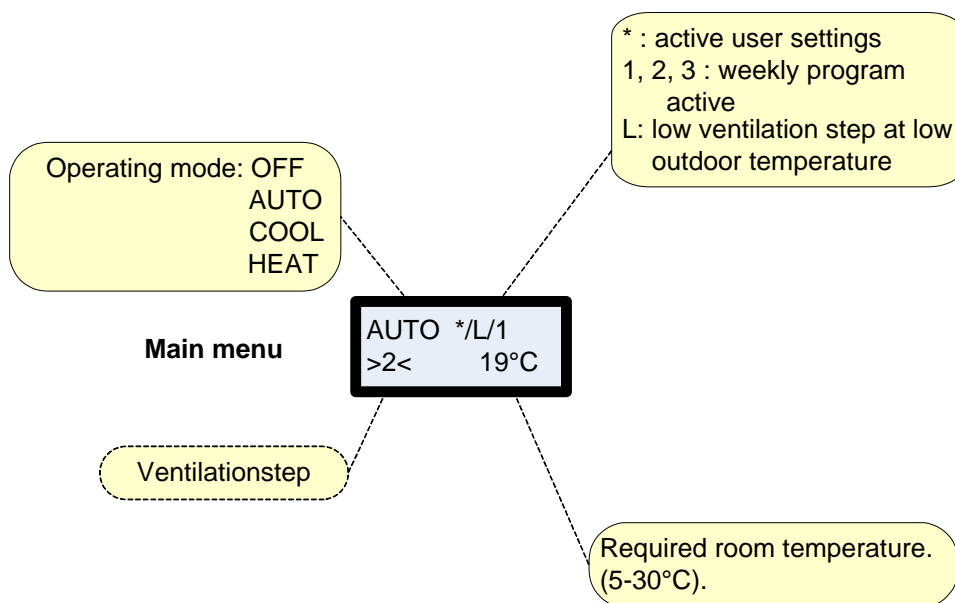 * : active user settings
1, 2, 3 : weekly program
active
L: low ventilation step at low
outdoor temperature
Operating mode: OFF
AUTO
COOL
HEAT
Main menu
AUTO */L/1
>2< 19°C
Ventilationstep
Required room temperature.
(5-30°C).